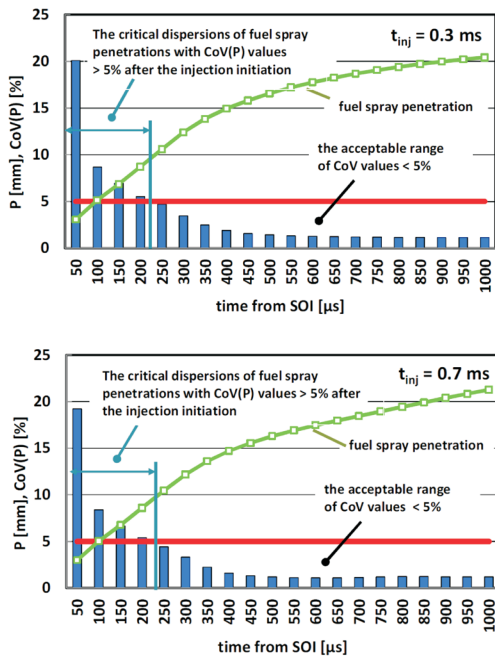 The critical dispersions of fuel spray
penetrations with CoV(P) values
> 5% after the injection initiation
t_inj = 0.3 ms
fuel spray penetration
the acceptable range
of CoV values < 5%
P [mm], CoV(P) [%]
25
20
15
10
5
0
50 100 150 200 250 300 350 400 450 500 550 600 650 700 750 800 850 900 950 1000
time from SOI [µs]
The critical dispersions of fuel spray
penetrations with CoV(P) values > 5% after
the injection initiation
t_inj = 0.7 ms
fuel spray penetration
the acceptable range
of CoV values < 5%
P [mm], CoV(P) [%]
25
20
15
10
5
0
50 100 150 200 250 300 350 400 450 500 550 600 650 700 750 800 850 900 950 1000
time from SOI [µs]